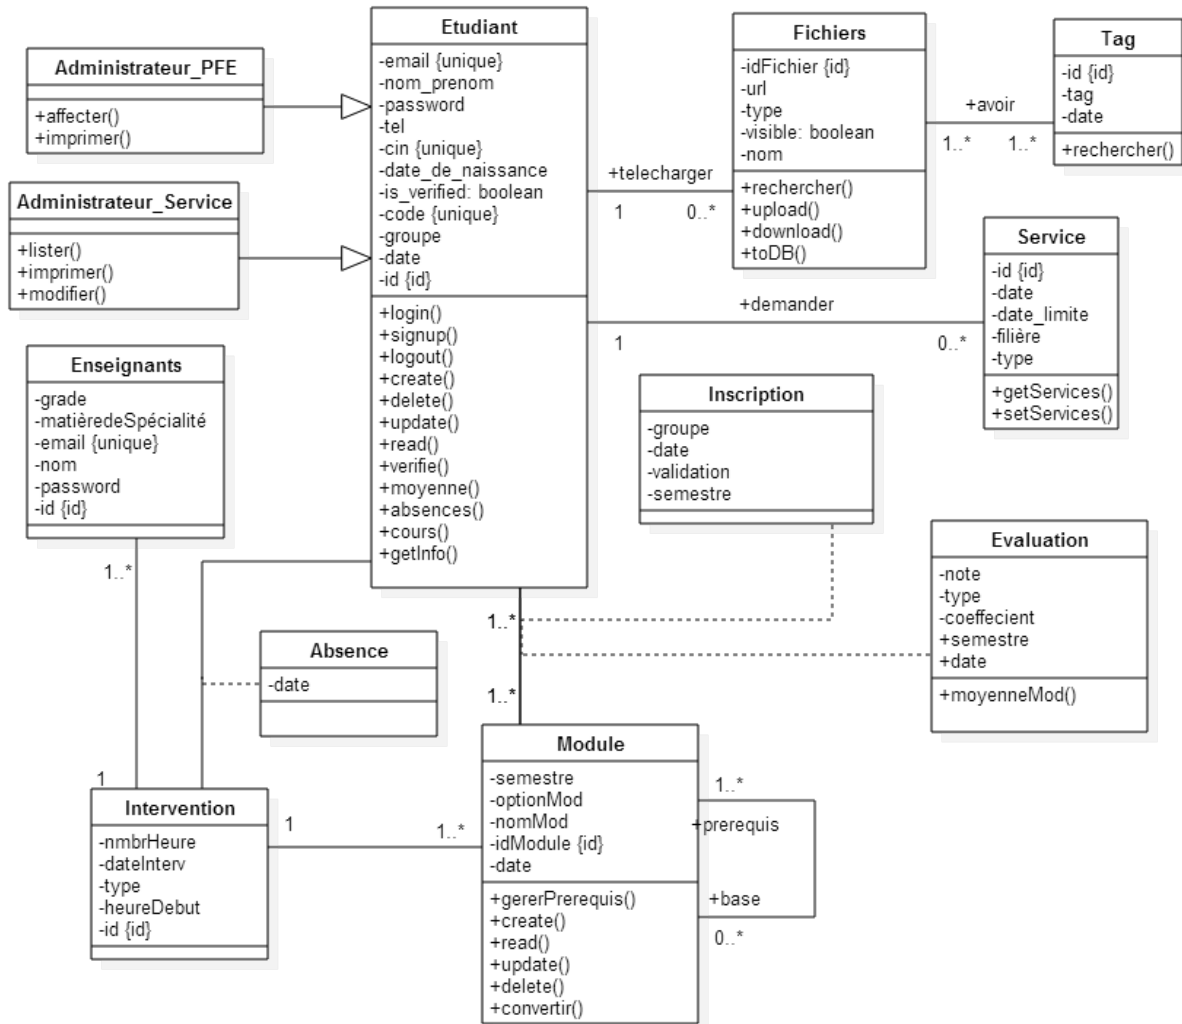 Administrateur_PFE
+affecter()
+imprimer()
Administrateur_Service
+lister()
+imprimer()
+modifier()
Etudiant
-email {unique}
-nom_prenom
-password
-tel
-cin {unique}
-date_de_naissance
-is_verified: boolean
-code {unique}
-groupe
-date
-id {id}
+login()
+signup()
+logout()
+create()
+delete()
+update()
+read()
+verifie()
+moyenne()
+absences()
+cours()
+getInfo()
+telecharger
1
0..*
Fichiers
-idFichier {id}
-url
-type
-visible: boolean
-nom
+rechercher()
+upload()
+download()
+toDB()
+avoir
1..*
1..*
Tag
-id {id}
-tag
-date
+rechercher()
+demander
1
0..*
Service
-id {id}
-date
-date_limite
-filière
-type
+getServices()
+setServices()
Enseignants
-grade
-matièredeSpécialité
-email {unique}
-nom
-password
-id {id}
1..*
1
Inscription
-groupe
-date
-validation
-semestre
Evaluation
-note
-type
-coeffecient
+semestre
+date
+moyenneMod()
1..*
1..*
Absence
-date
Intervention
-nmbrHeure
-dateInterv
-type
-heureDebut
-id {id}
1
1..*
Module
-semestre
-optionMod
-nomMod
-idModule {id}
-date
+gererPrerequis()
+create()
+read()
+update()
+delete()
+convertir()
1..*
+prerequis
+base
0..*